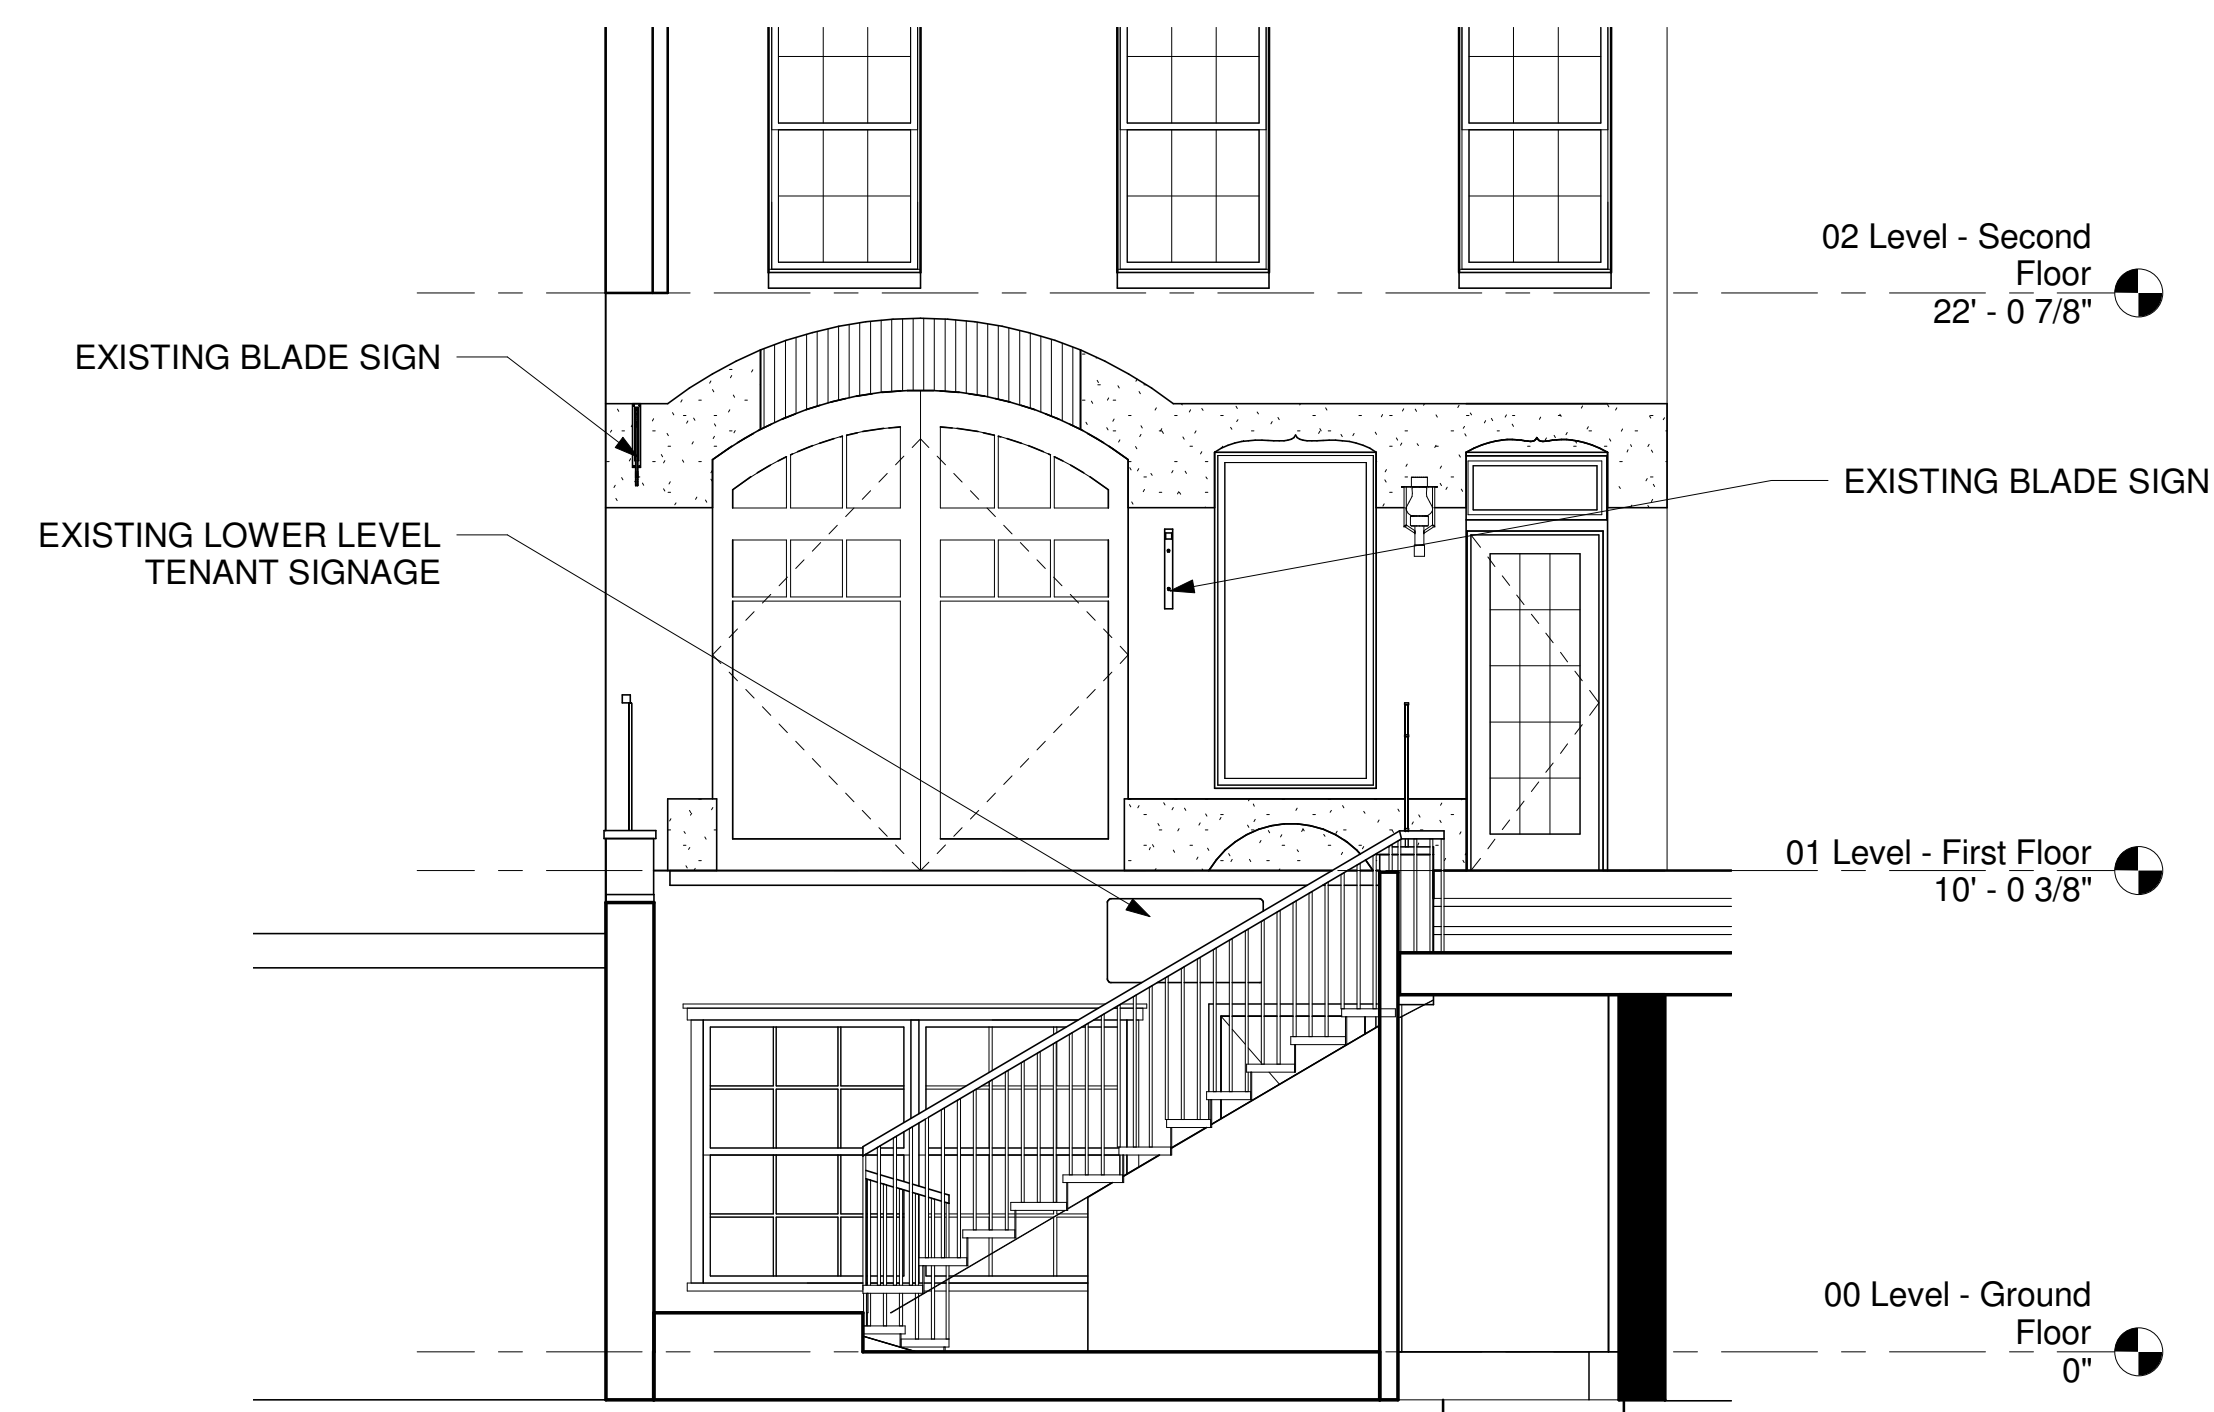 02 Level - Second
Floor
22' - 0 7/8"
EXISTING BLADE SIGN
EXISTING BLADE SIGN
EXISTING LOWER LEVEL
TENANT SIGNAGE
01 Level - First Floor
10' - 0 3/8"
00 Level - Ground
Floor
0"